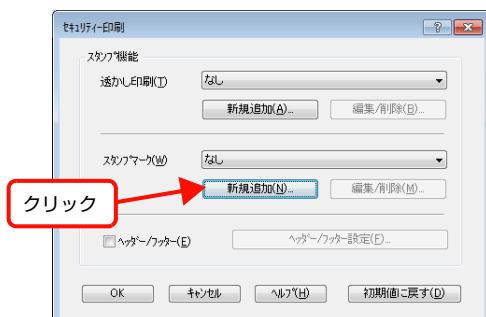 セキュリティー印刷
スタンプ機能
透かし印刷(T) なし
新規追加(A)... 編集/削除(B)...
スタンプマーク(W) なし
クリック
新規追加(N)... 編集/削除(M)...
ヘッダー/フッター(E) ヘッダー/フッター設定(F)...
OK キャンセル ヘルプ(H) 初期値に戻す(D)